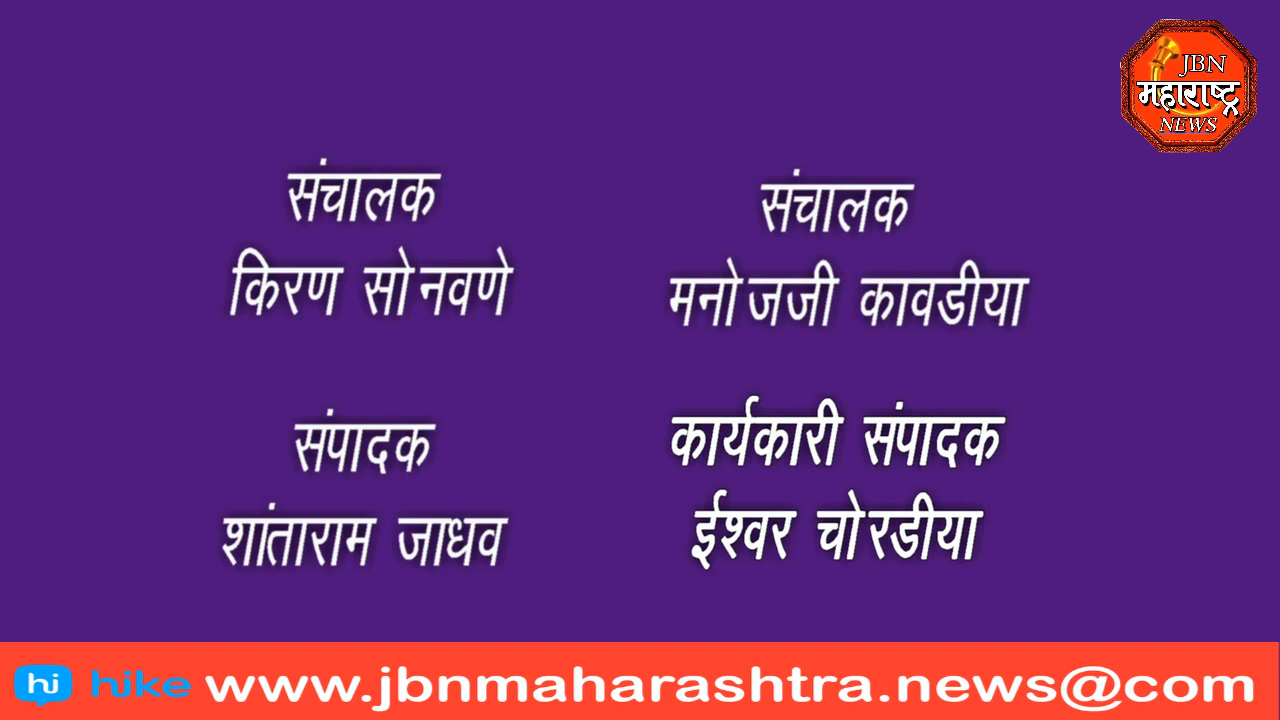 JBN
महाराष्ट्र
NEWS
संचालक
किरण सोनवणे
संचालक
मनोजजी कावडीया
संपादक
शांताराम जाधव
कार्यकारी संपादक
ईश्वर चोरडीया
hi hike www.jbnmaharashtra.news@com